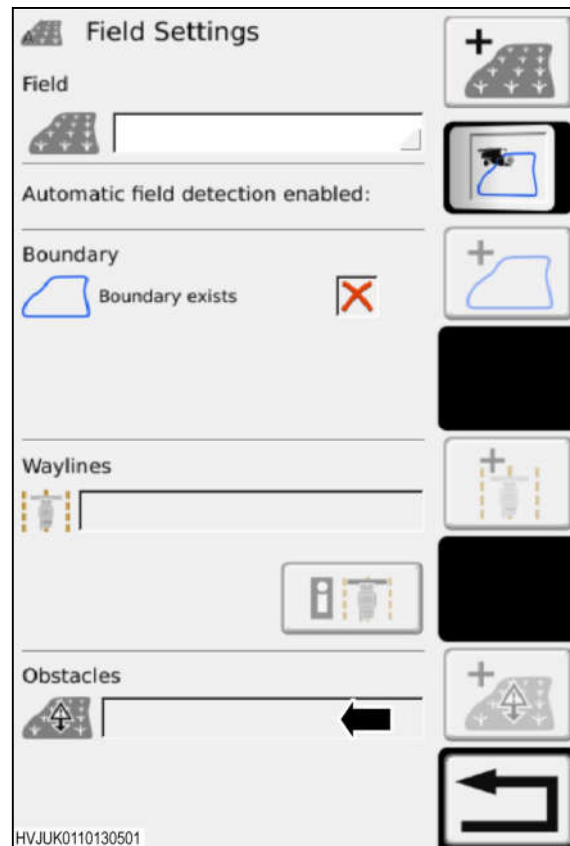 Field Settings
Field
Automatic field detection enabled:
Boundary
Boundary exists
Waylines
Obstacles
HVJUK0110130501